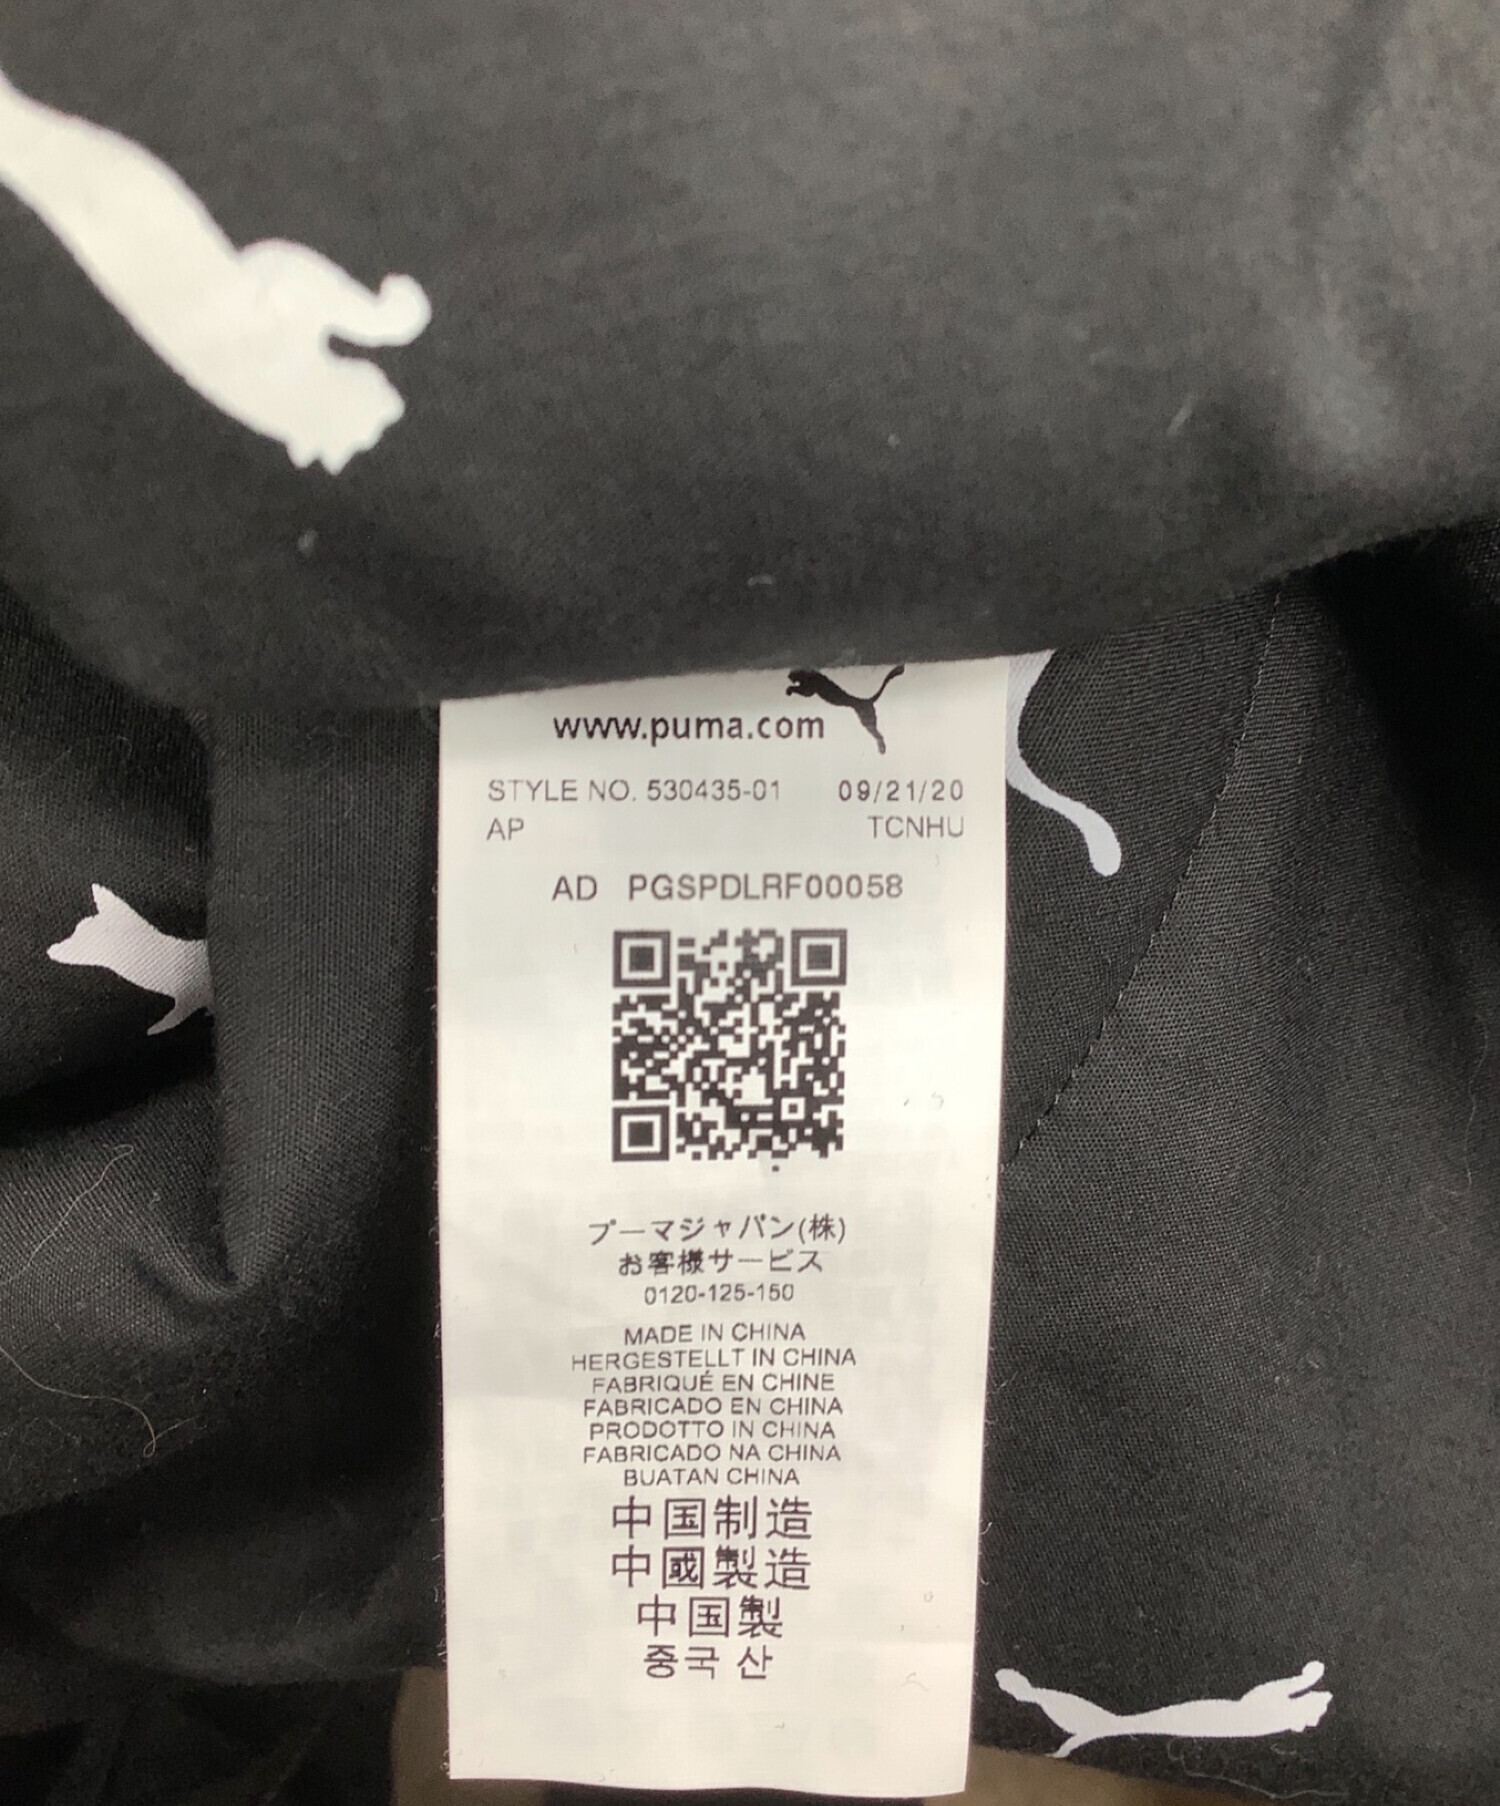 www.puma.com
STYLE NO. 530435-01 09/21/20
AP TCNHU
AD PGSPDLRF00058
プーマジャパン(株)
お客様サービス
0120-125-150
MADE IN CHINA
HERGESTELLT IN CHINA
FABRIQUÉ EN CHINE
FABRICADO EN CHINA
PRODOTTO IN CHINA
FABRICADO NA CHINA
BUATAN CHINA
中国制造
中國製造
中国製
중국 산